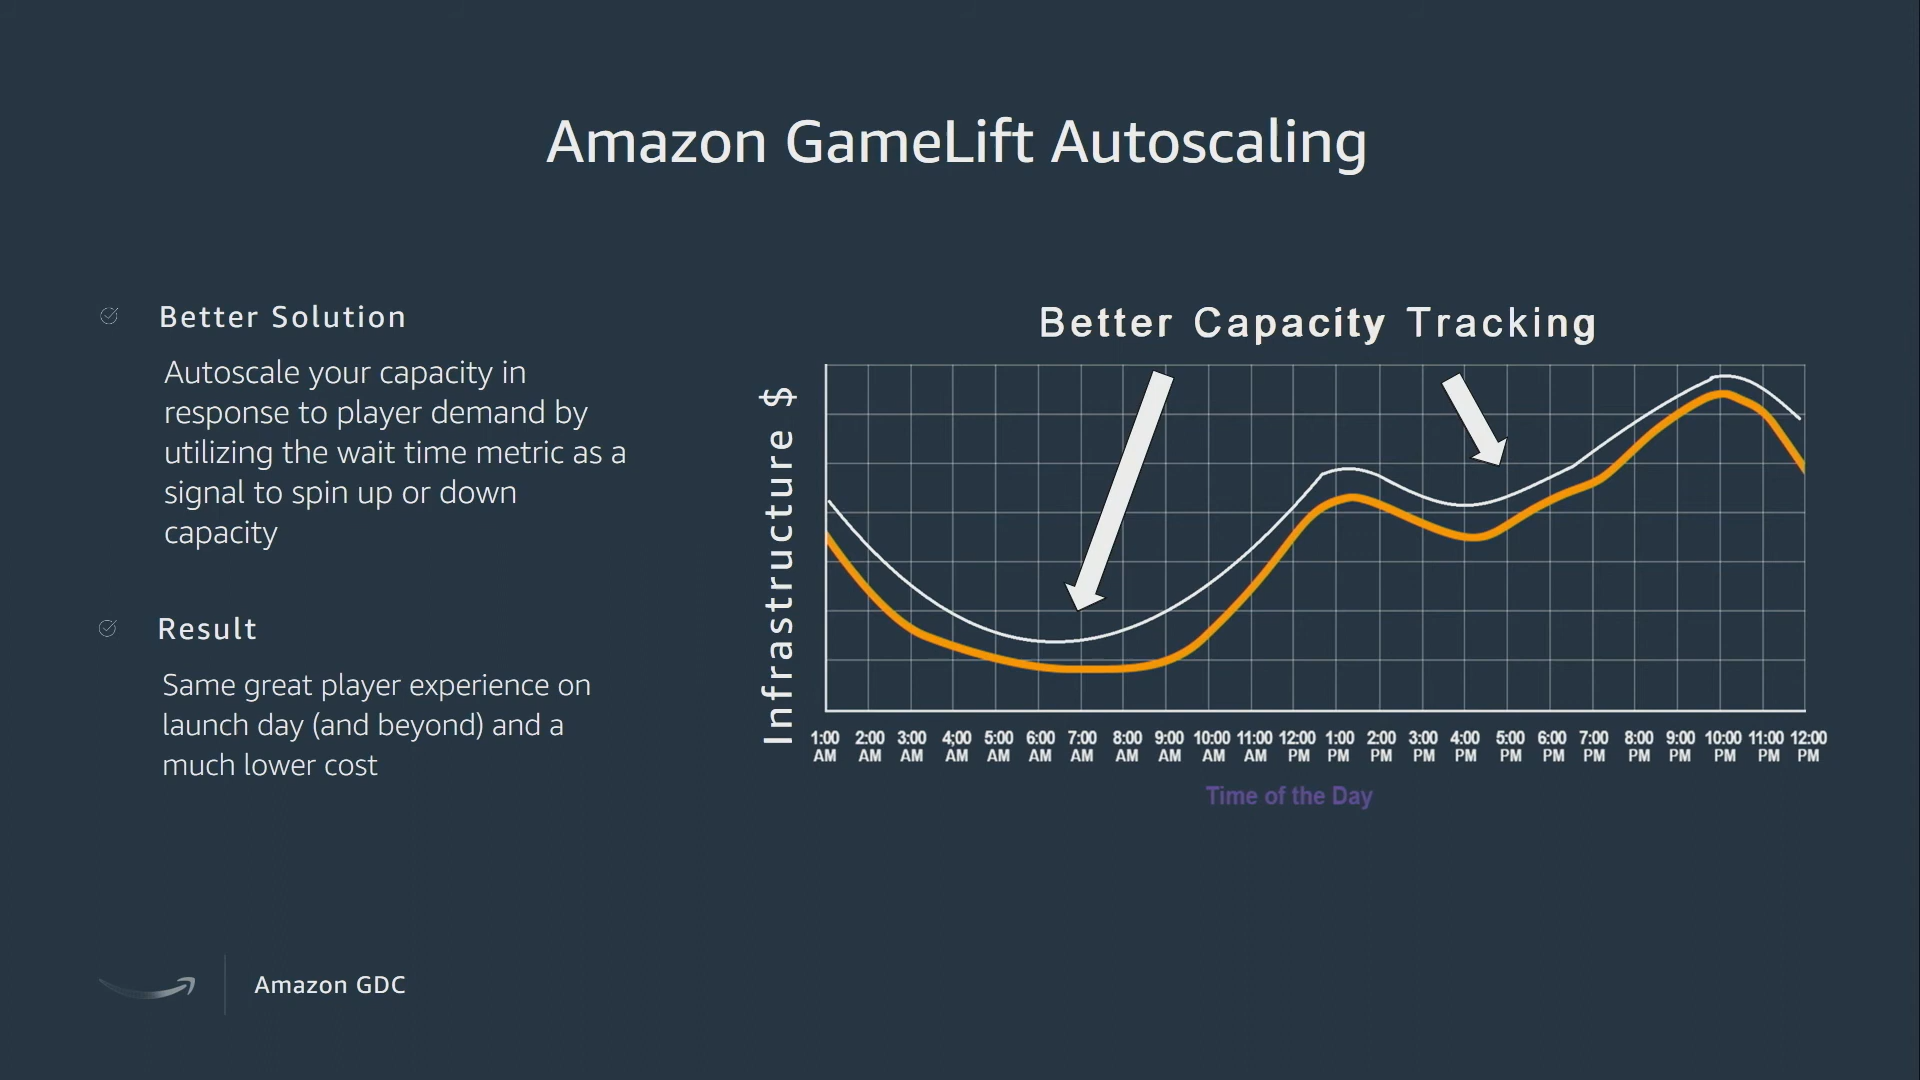 Amazon GameLift Autoscaling
Better Solution
Autoscale your capacity in
response to player demand by
utilizing the wait time metric as a
signal to spin up or down
capacity
Result
Same great player experience on
launch day (and beyond) and a
much lower cost
Better Capacity Tracking
Infrastructure $
1:00 2:00 3:00 4;00 5:00 6:00 7:00 8:00 9:00 10:00 11:00 12:00 1:00 2:00 3:00 4:00 5:00 6:00 7:00 8:00 9:00 10:00 11:00 12:00
AM AM AM AM AM AM AM AM AM AM AM PM PM PM PM PM PM PM PM PM PM PM PM PM
Time of the Day
Amazon GDC